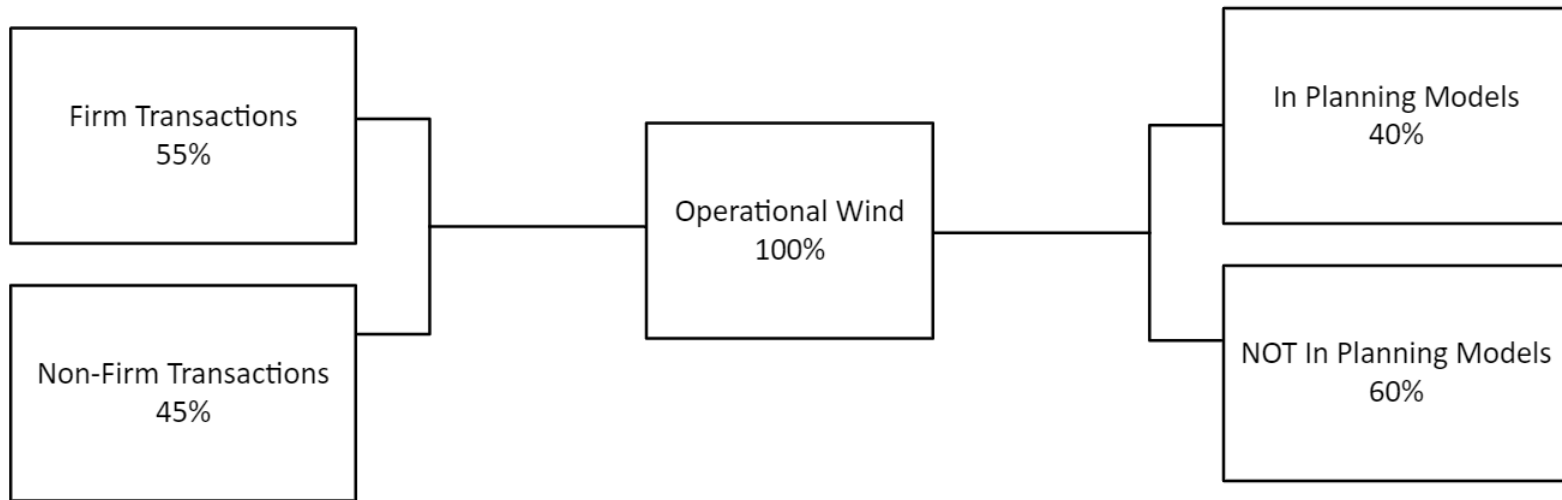 Firm Transactions
55%
Non-Firm Transactions
45%
Operational Wind
100%
In Planning Models
40%
NOT In Planning Models
60%